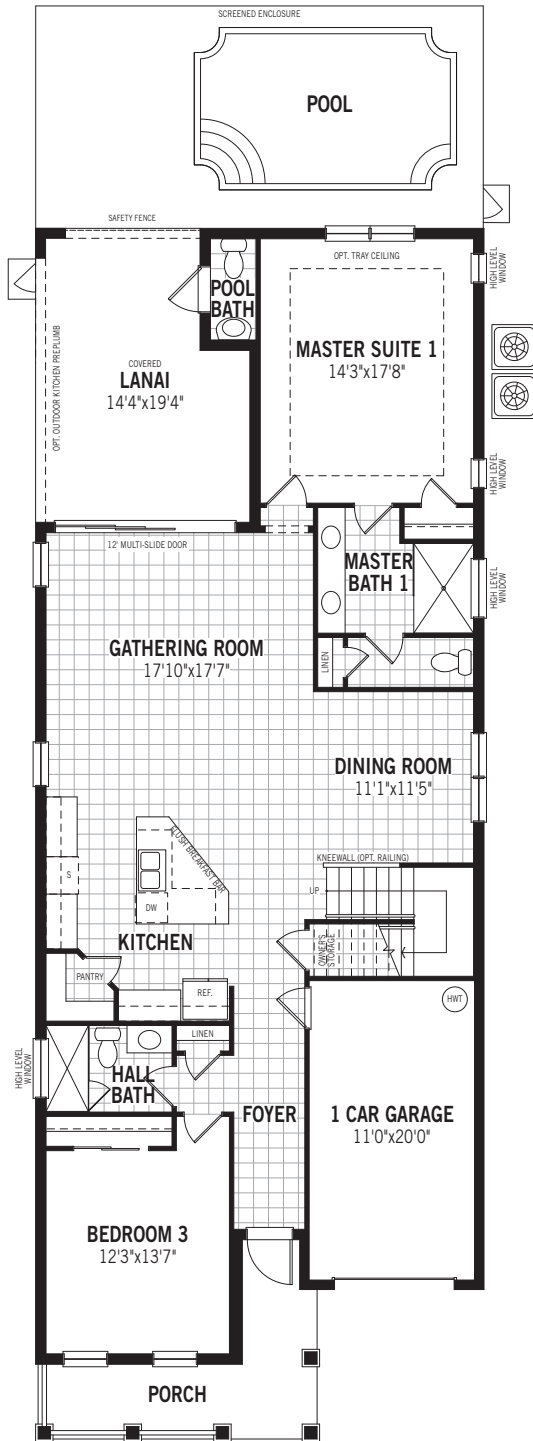 SCREENED ENCLOSURE
POOL
SAFETY FENCE
OPT. TRAY CEILING
HIGH LEVEL
WINDOW
POOL
BATH
OPT. OUTDOOR KITCHEN PREPLUMB
COVERED
LANAI
14'4"x19'4"
MASTER SUITE 1
14'3"x17'8"
HIGH LEVEL
WINDOW
12' MULTI-SLIDE DOOR
MASTER
BATH 1
HIGH LEVEL
WINDOW
GATHERING ROOM
17'10"x17'7"
LINEN
DINING ROOM
11'1"x11'5"
FLUSH BREAKFAST BAR
KNEEWALL (OPT. RAILING)
S
UP
DW
KITCHEN
OWNER'S
STORAGE
PANTRY
REF.
HWT
LINEN
HIGH LEVEL
WINDOW
HALL
BATH
FOYER
1 CAR GARAGE
11'0"x20'0"
BEDROOM 3
12'3"x13'7"
PORCH